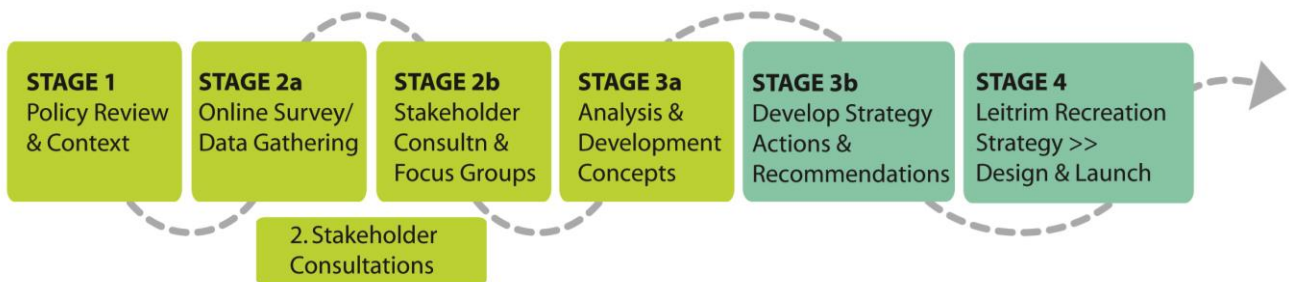 STAGE 1
Policy Review
& Context
STAGE 2a
Online Survey/
Data Gathering
STAGE 2b
Stakeholder
Consultn &
Focus Groups
STAGE 3a
Analysis &
Development
Concepts
STAGE 3b
Develop Strategy
Actions &
Recommendations
STAGE 4
Leitrim Recreation
Strategy >>
Design & Launch
2. Stakeholder
Consultations